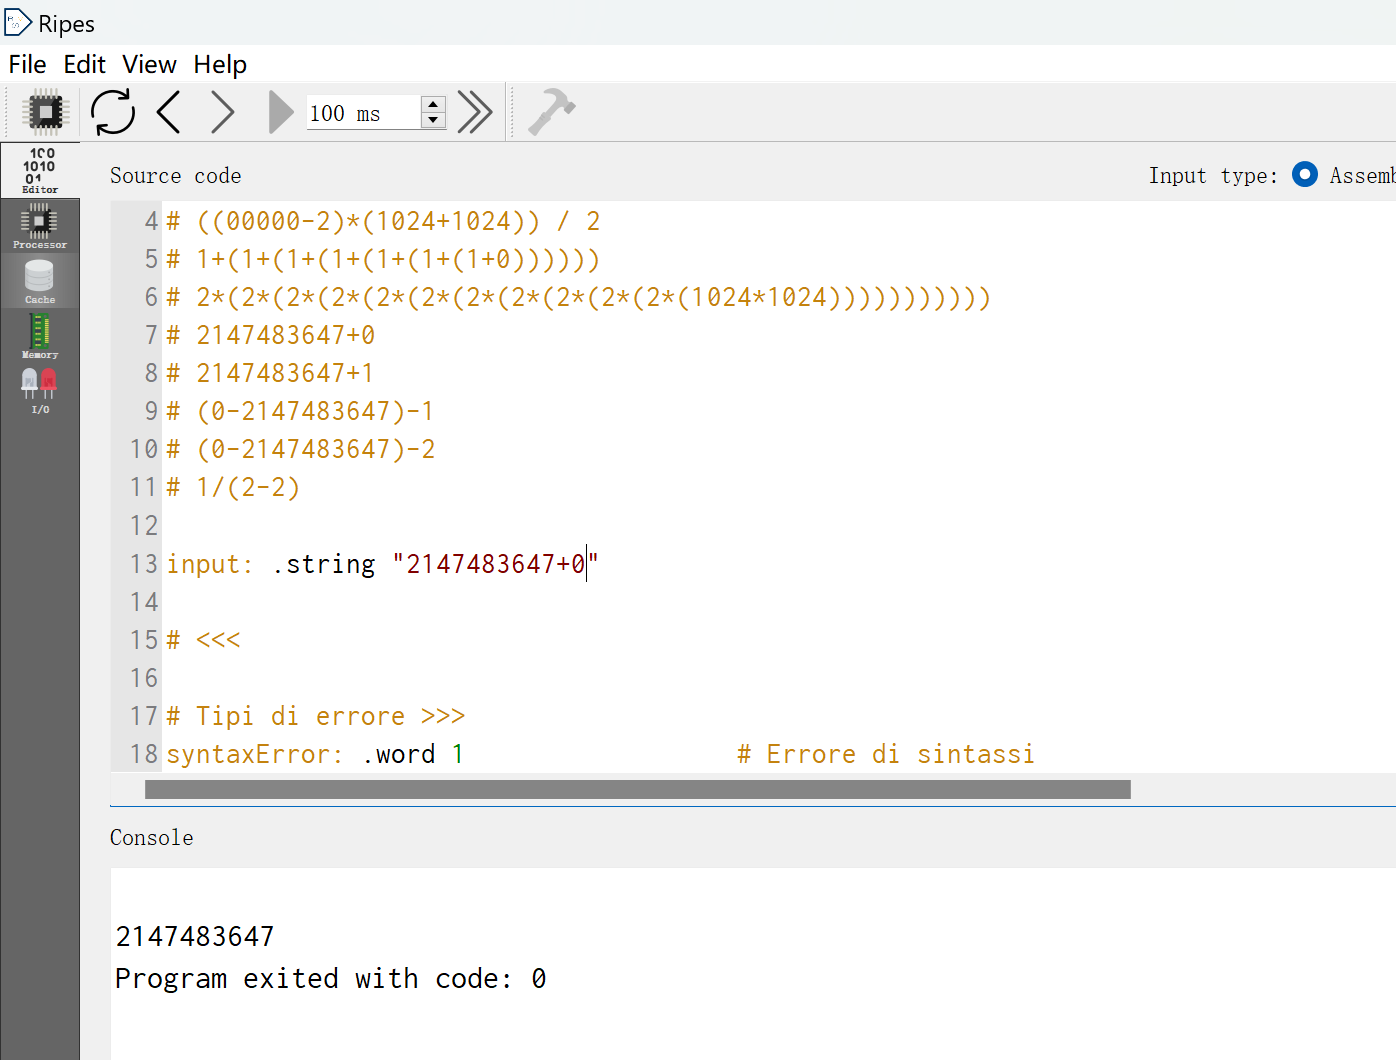 Ripes
File Edit View Help
100 ms
Editor
Processor
Cache
Memory
I/O
Source code
Input type: Assemb
4 # ((00000-2)*(1024+1024)) / 2
5 # 1+(1+(1+(1+(1+(1+(1+0))))))
6 # 2*(2*(2*(2*(2*(2*(2*(2*(2*(2*(2*(1024*1024)))))))))))
7 # 2147483647+0
8 # 2147483647+1
9 # (0-2147483647)-1
10 # (0-2147483647)-2
11 # 1/(2-2)
12
13 input: .string "2147483647+0"
14
15 # <<<
16
17 # Tipi di errore >>>
18 syntaxError: .word 1 # Errore di sintassi
Console
2147483647
Program exited with code: 0